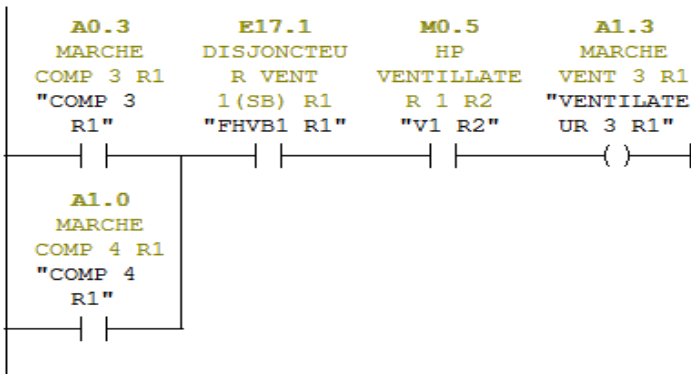 A0.3
MARCHE
COMP 3 R1
"COMP 3
R1"
E17.1
DISJONCTEU
R VENT
1(SB) R1
"FHVB1 R1"
M0.5
HP
VENTILLATE
R 1 R2
"V1 R2"
A1.3
MARCHE
VENT 3 R1
"VENTILATE
UR 3 R1"
A1.0
MARCHE
COMP 4 R1
"COMP 4
R1"